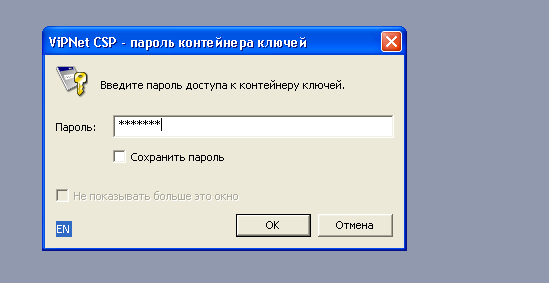 ViPNet CSP - пароль контейнера ключей
Введите пароль доступа к контейнеру ключей.
Пароль: *******
Сохранить пароль
Не показывать больше это окно
EN OK Отмена